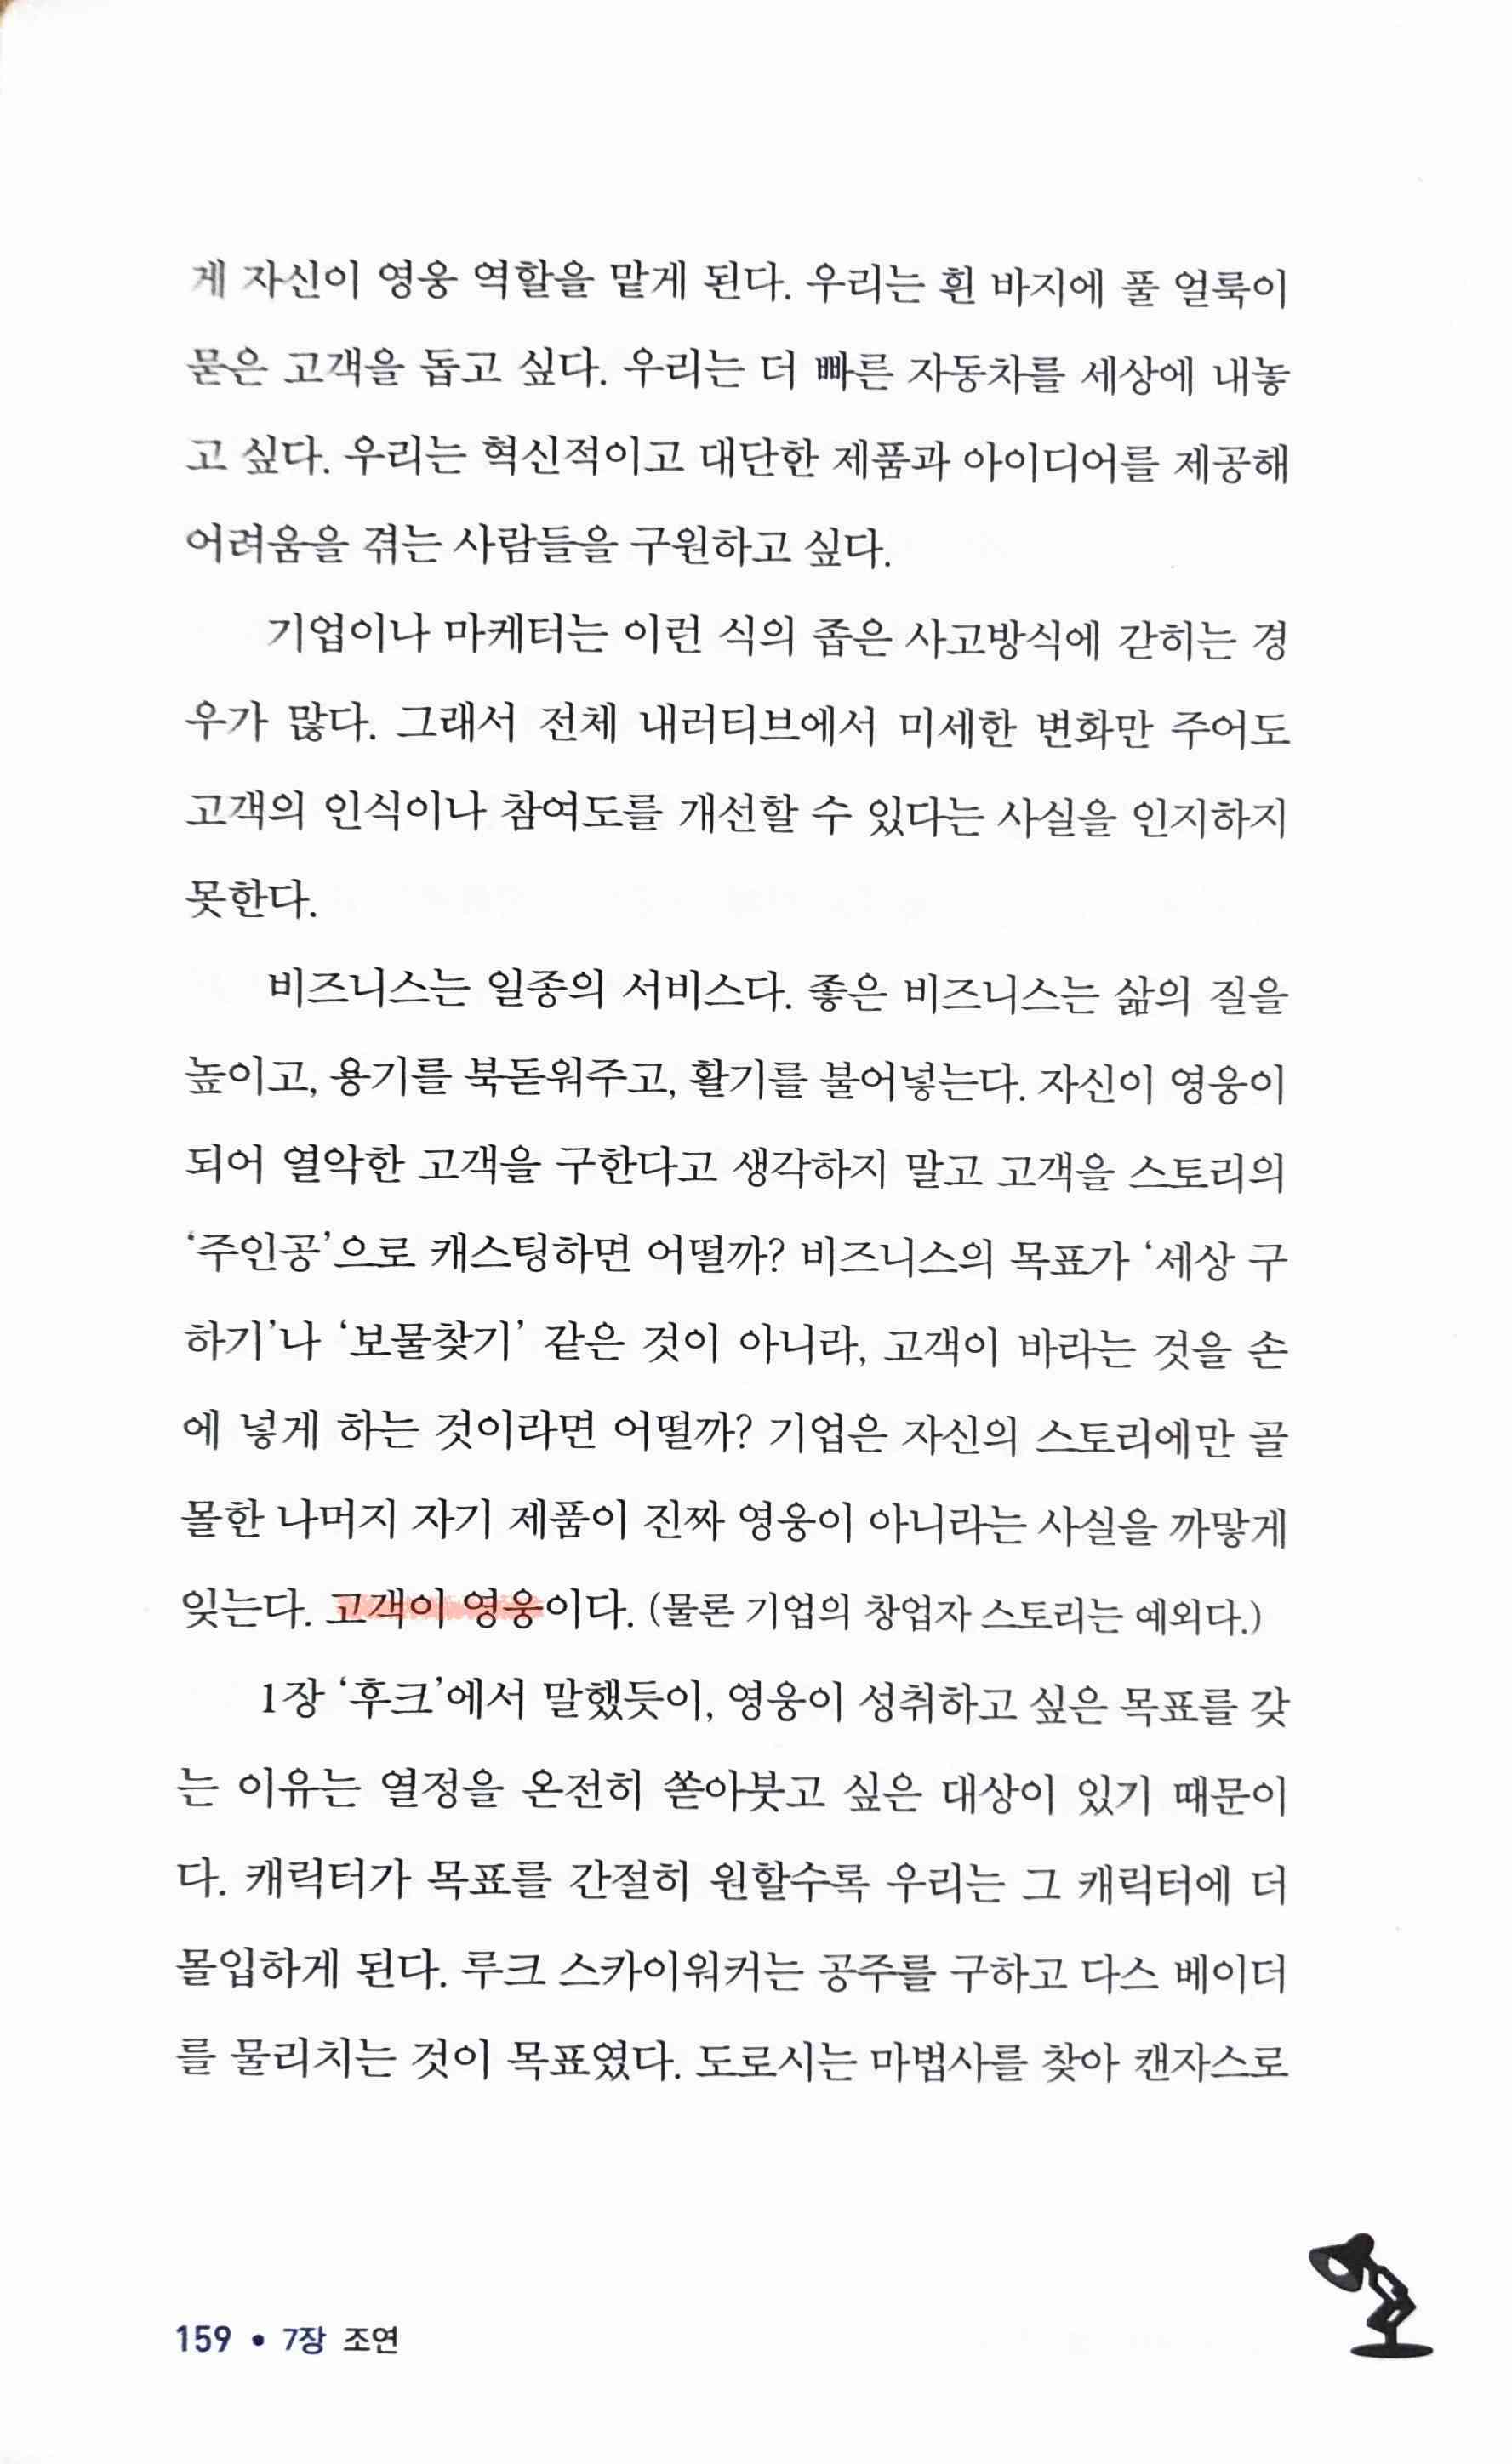 게 자신이 영웅 역할을 맡게 된다. 우리는 흰 바지에 풀 얼룩이
묻은 고객을 돕고 싶다. 우리는 더 빠른 자동차를 세상에 내놓
고 싶다. 우리는 혁신적이고 대단한 제품과 아이디어를 제공해
어려움을 겪는 사람들을 구원하고 싶다.
기업이나 마케터는 이런 식의 좁은 사고방식에 갇히는 경
우가 많다. 그래서 전체 내러티브에서 미세한 변화만 주어도
고객의 인식이나 참여도를 개선할 수 있다는 사실을 인지하지
못한다.
비즈니스는 일종의 서비스다. 좋은 비즈니스는 삶의 질을
높이고, 용기를 북돋워주고, 활기를 불어넣는다. 자신이 영웅이
되어 열악한 고객을 구한다고 생각하지 말고 고객을 스토리의
‘주인공’으로 캐스팅하면 어떨까? 비즈니스의 목표가 ‘세상 구
하기’나 ‘보물찾기’ 같은 것이 아니라, 고객이 바라는 것을 손
에 넣게 하는 것이라면 어떨까? 기업은 자신의 스토리에만 골
몰한 나머지 자기 제품이 진짜 영웅이 아니라는 사실을 까맣게
잊는다. 고객이 영웅이다. (물론 기업의 창업자 스토리는 예외다.)
1장 ‘후크’에서 말했듯이, 영웅이 성취하고 싶은 목표를 갖
는 이유는 열정을 온전히 쏟아붓고 싶은 대상이 있기 때문이
다. 캐릭터가 목표를 간절히 원할수록 우리는 그 캐릭터에 더
몰입하게 된다. 루크 스카이워커는 공주를 구하고 다스 베이더
를 물리치는 것이 목표였다. 도로시는 마법사를 찾아 캔자스로
159 • 7장 조연